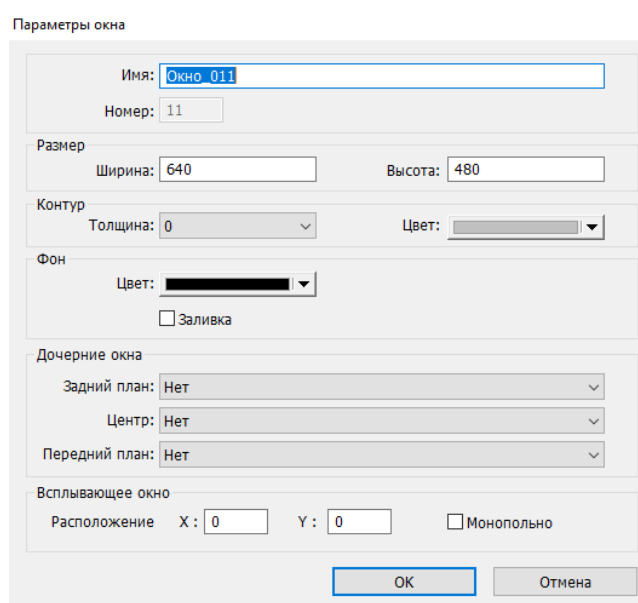 Параметры окна
Имя: Окно_011
Номер: 11
Размер
Ширина: 640 Высота: 480
Контур
Толщина: 0 Цвет:
Фон
Цвет:
Заливка
Дочерние окна
Задний план: Нет
Центр: Нет
Передний план: Нет
Всплывающее окно
Расположение X : 0 Y : 0 Монопольно
OK Отмена